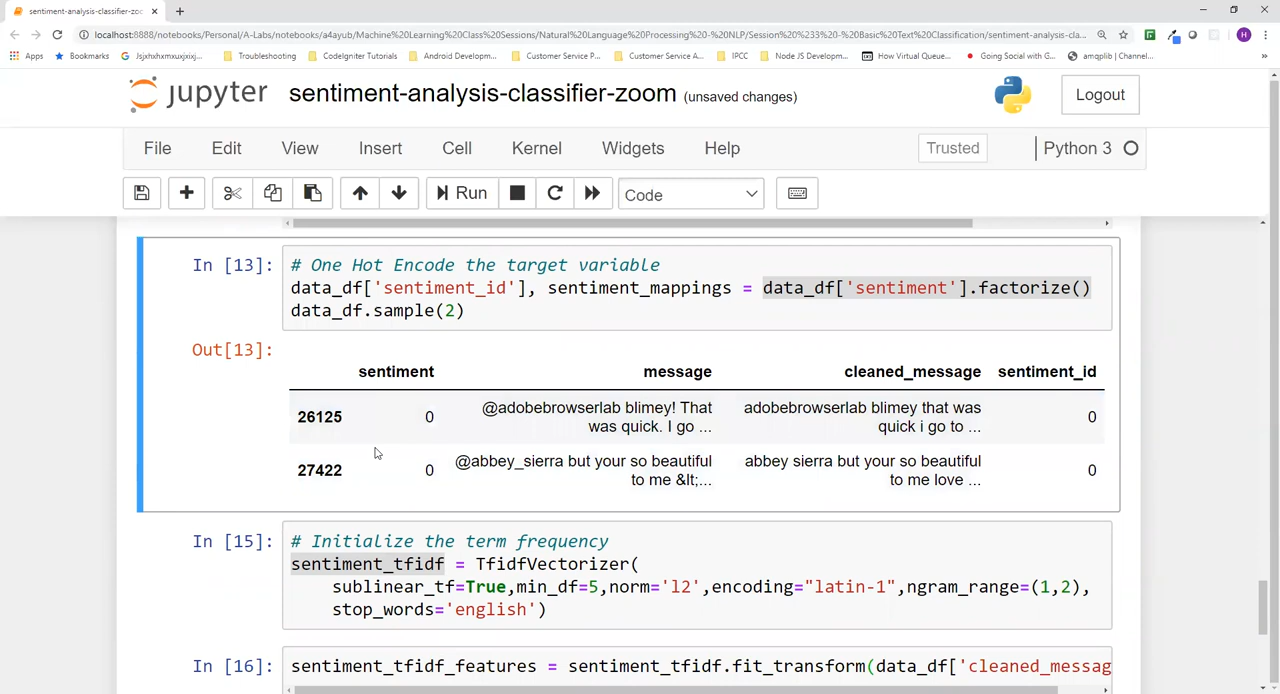 sentiment-analysis-classifier-zoo
localhost:8888/notebooks/Personal/A-Labs/notebooks/a4ayub/Machine%20Learning%20Class%20Sessions/Natural%20Language%20Processing%20-%20NLP/Session%20%233%20-%20Basic%20Text%20Classification/sentiment-analysis-cla...
H
Apps Bookmarks Jsjxhxmxuxjxixj... Troubleshooting CodeIgniter Tutorials Android Developm... Customer Service P... Customer Service A... IPCC Node JS Developm... How Virtual Queue... Going Social with G... amqplib | Channel... »
jupyter sentiment-analysis-classifier-zoom (unsaved changes) Logout
File Edit View Insert Cell Kernel Widgets Help Trusted Python 3
Run Code
In [13]: # One Hot Encode the target variable
data_df['sentiment_id'], sentiment_mappings = data_df['sentiment'].factorize()
data_df.sample(2)
Out[13]:
sentiment message cleaned_message sentiment_id
26125 0 @adobebrowserlab blimey! That was quick. I go ... adobebrowserlab blimey that was quick i go to ... 0
27422 0 @abbey_sierra but your so beautiful to me &lt;... abbey sierra but your so beautiful to me love ... 0
In [15]: # Initialize the term frequency
sentiment_tfidf = TfidfVectorizer(
sublinear_tf=True,min_df=5,norm='l2',encoding="latin-1",ngram_range=(1,2),
stop_words='english')
In [16]: sentiment_tfidf_features = sentiment_tfidf.fit_transform(data_df['cleaned_messag